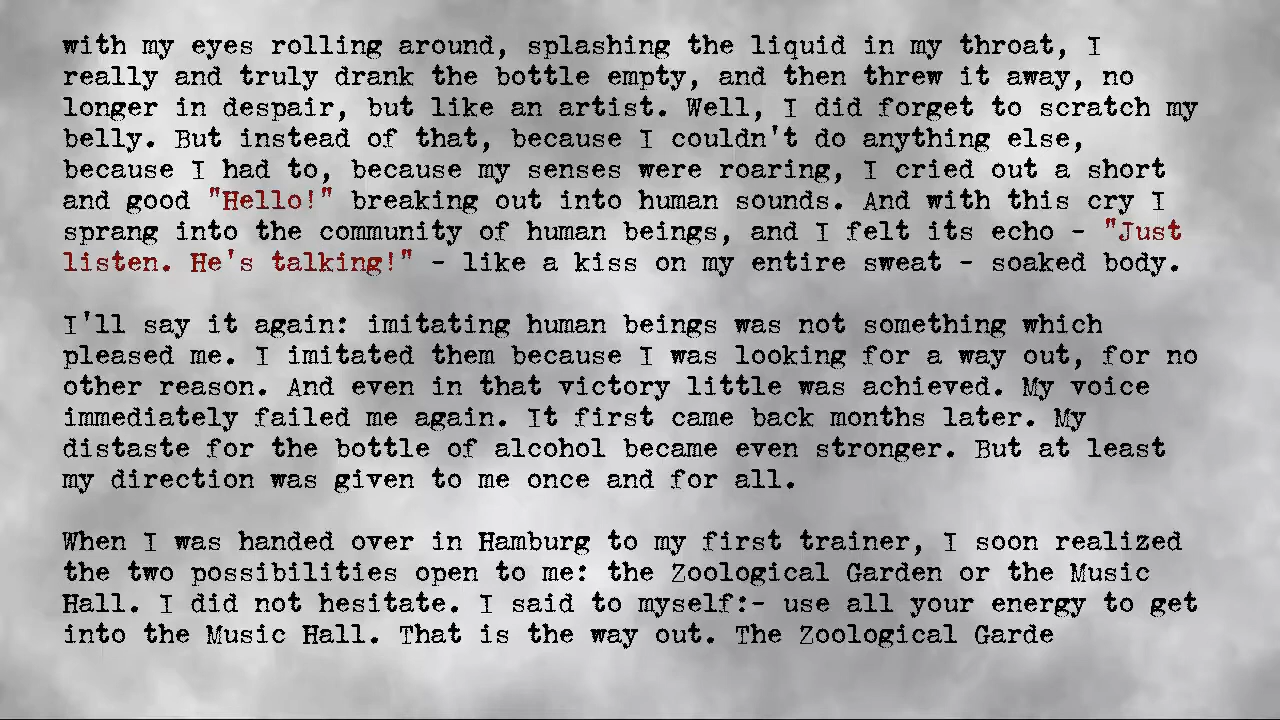 with my eyes rolling around, splashing the liquid in my throat, I
really and truly drank the bottle empty, and then threw it away, no
longer in despair, but like an artist. Well, I did forget to scratch my
belly. But instead of that, because I couldn't do anything else,
because I had to, because my senses were roaring, I cried out a short
and good "Hello!" breaking out into human sounds. And with this cry I
sprang into the community of human beings, and I felt its echo - "Just
listen. He's talking!" - like a kiss on my entire sweat - soaked body.
I'll say it again: imitating human beings was not something which
pleased me. I imitated them because I was looking for a way out, for no
other reason. And even in that victory little was achieved. My voice
immediately failed me again. It first came back months later. My
distaste for the bottle of alcohol became even stronger. But at least
my direction was given to me once and for all.
When I was handed over in Hamburg to my first trainer, I soon realized
the two possibilities open to me: the Zoological Garden or the Music
Hall. I did not hesitate. I said to myself:- use all your energy to get
into the Music Hall. That is the way out. The Zoological Garde